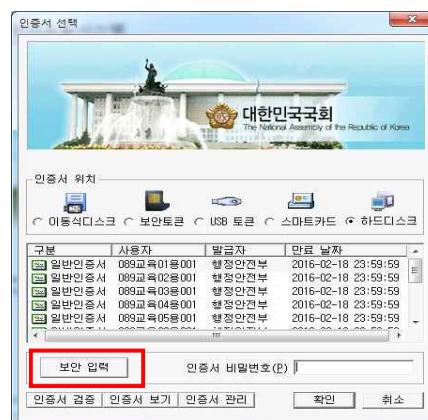 인증서 선택
대한민국국회
The National Assembly of the Republic of Korea
인증서 위치
이동식디스크 보안토큰 USB 토큰 스마트카드 하드디스크
구분 사용자 발급자 만료 날짜
일반인증서 089교육01용001 행정안전부 2016-02-18 23:59:59
일반인증서 089교육02용001 행정안전부 2016-02-18 23:59:59
일반인증서 089교육03용001 행정안전부 2016-02-18 23:59:59
일반인증서 089교육04용001 행정안전부 2016-02-18 23:59:59
일반인증서 089교육05용001 행정안전부 2016-02-18 23:59:59
보안 입력 인증서 비밀번호(P)
인증서 검증 인증서 보기 인증서 관리 확인 취소